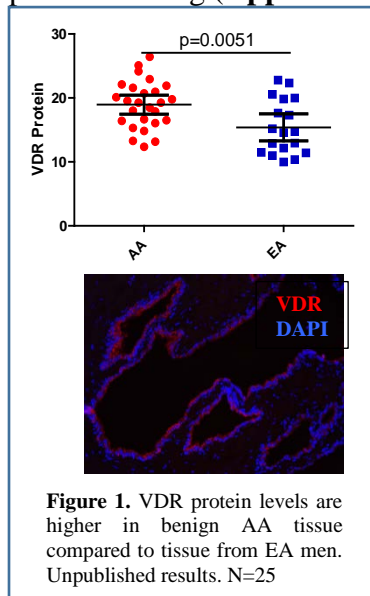 p=0.0051
VDR Protein
30
20
10
0
AA EA
VDR
DAPI
Figure 1. VDR protein levels are
higher in benign AA tissue
compared to tissue from EA men.
Unpublished results. N=25